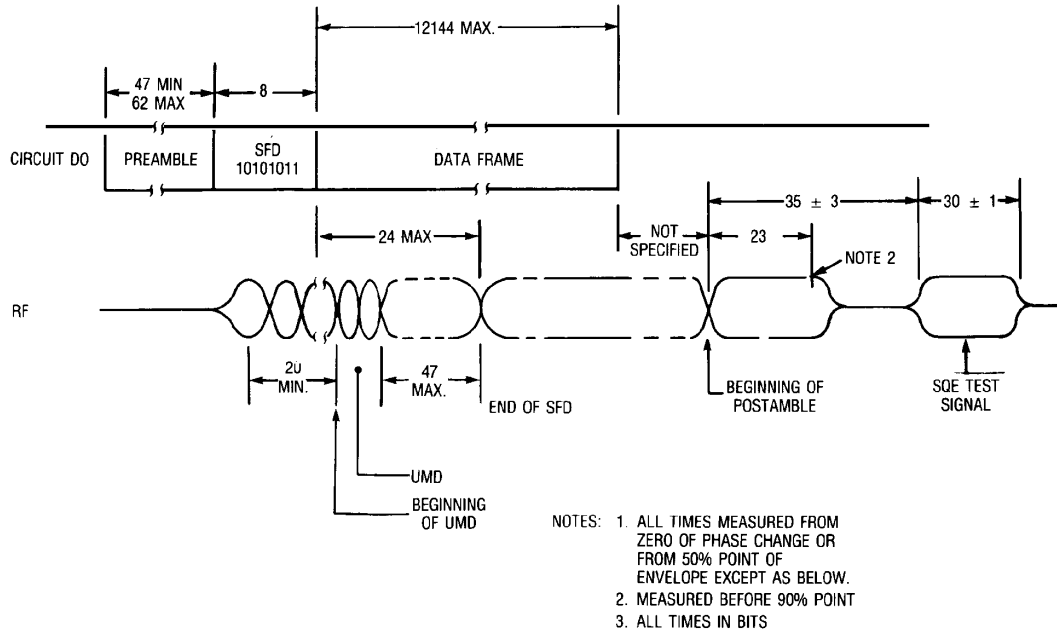 12144 MAX.
47 MIN
62 MAX
8
CIRCUIT DO
PREAMBLE
SFD
10101011
DATA FRAME
35 ± 3
30 ± 1
24 MAX
NOT
SPECIFIED
23
NOTE 2
RF
20
MIN.
47
MAX.
END OF SFD
BEGINNING OF
POSTAMBLE
SQE TEST
SIGNAL
UMD
BEGINNING
OF UMD
NOTES: 1. ALL TIMES MEASURED FROM
ZERO OF PHASE CHANGE OR
FROM 50% POINT OF
ENVELOPE EXCEPT AS BELOW.
2. MEASURED BEFORE 90% POINT
3. ALL TIMES IN BITS